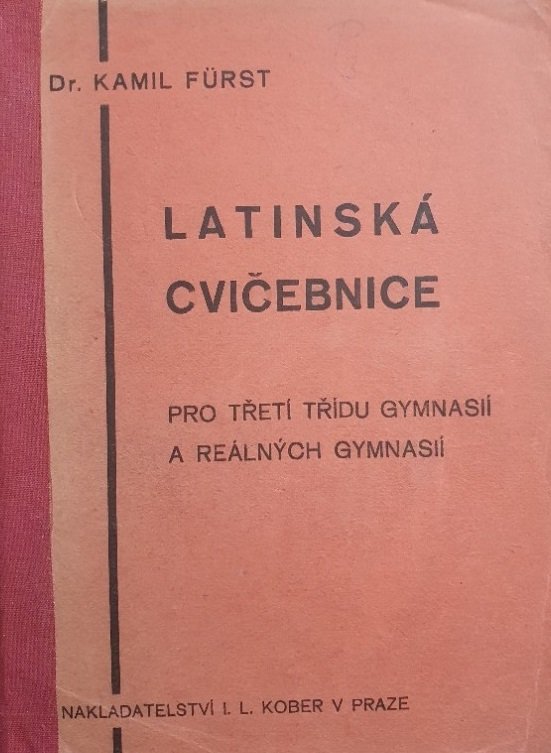 Dr. KAMIL FÜRST
LATINSKÁ
CVIČEBNICE
PRO TŘETÍ TŘÍDU GYMNASIÍ
A REÁLNÝCH GYMNASIÍ
NAKLADATELSTVÍ I. L. KOBER V PRAZE